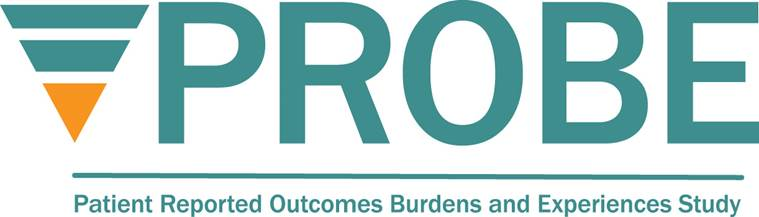 PROBE
Patient Reported Outcomes Burdens and Experiences Study